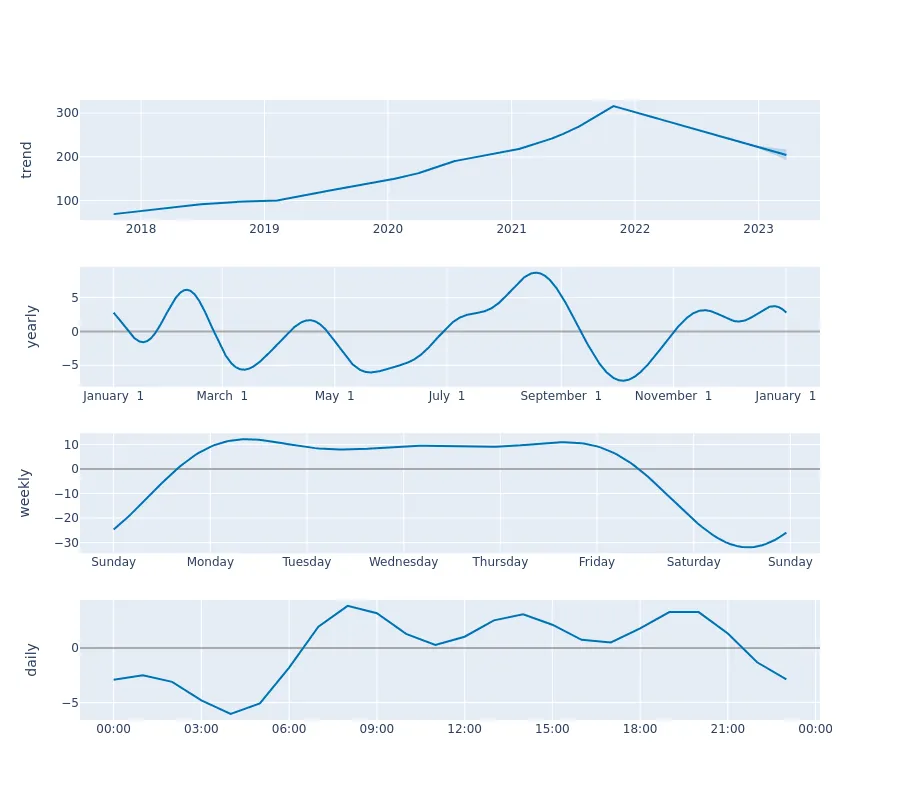 trend
300
200
100
2018 2019 2020 2021 2022 2023
yearly
5
0
−5
January 1 March 1 May 1 July 1 September 1 November 1 January 1
weekly
10
0
−10
−20
−30
Sunday Monday Tuesday Wednesday Thursday Friday Saturday Sunday
daily
0
−5
00:00 03:00 06:00 09:00 12:00 15:00 18:00 21:00 00:00